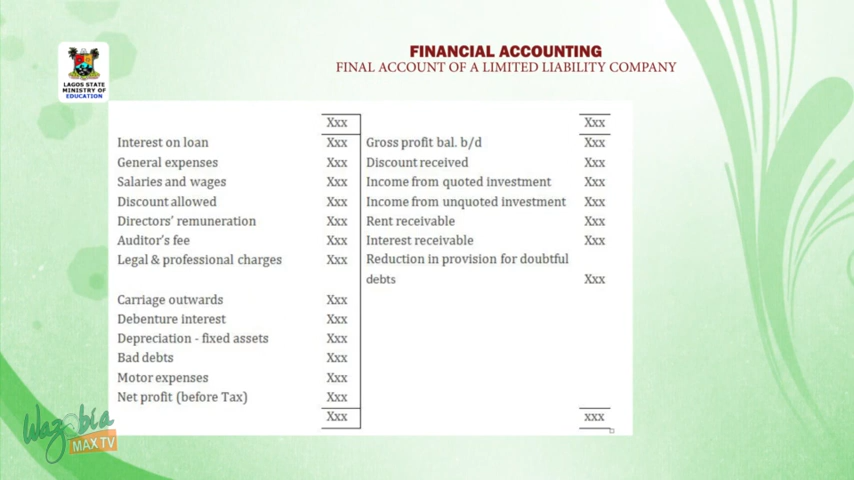 FINANCIAL ACCOUNTING
FINAL ACCOUNT OF A LIMITED LIABILITY COMPANY
LAGOS STATE
MINISTRY OF
EDUCATION
Xxx Xxx
Interest on loan Xxx Gross profit bal. b/d Xxx
General expenses Xxx Discount received Xxx
Salaries and wages Xxx Income from quoted investment Xxx
Discount allowed Xxx Income from unquoted investment Xxx
Directors' remuneration Xxx Rent receivable Xxx
Auditor's fee Xxx Interest receivable Xxx
Legal & professional charges Xxx Reduction in provision for doubtful
debts Xxx
Carriage outwards Xxx
Debenture interest Xxx
Depreciation - fixed assets Xxx
Bad debts Xxx
Motor expenses Xxx
Net profit (before Tax) Xxx
Xxx xxx
Wazobia
MAX TV